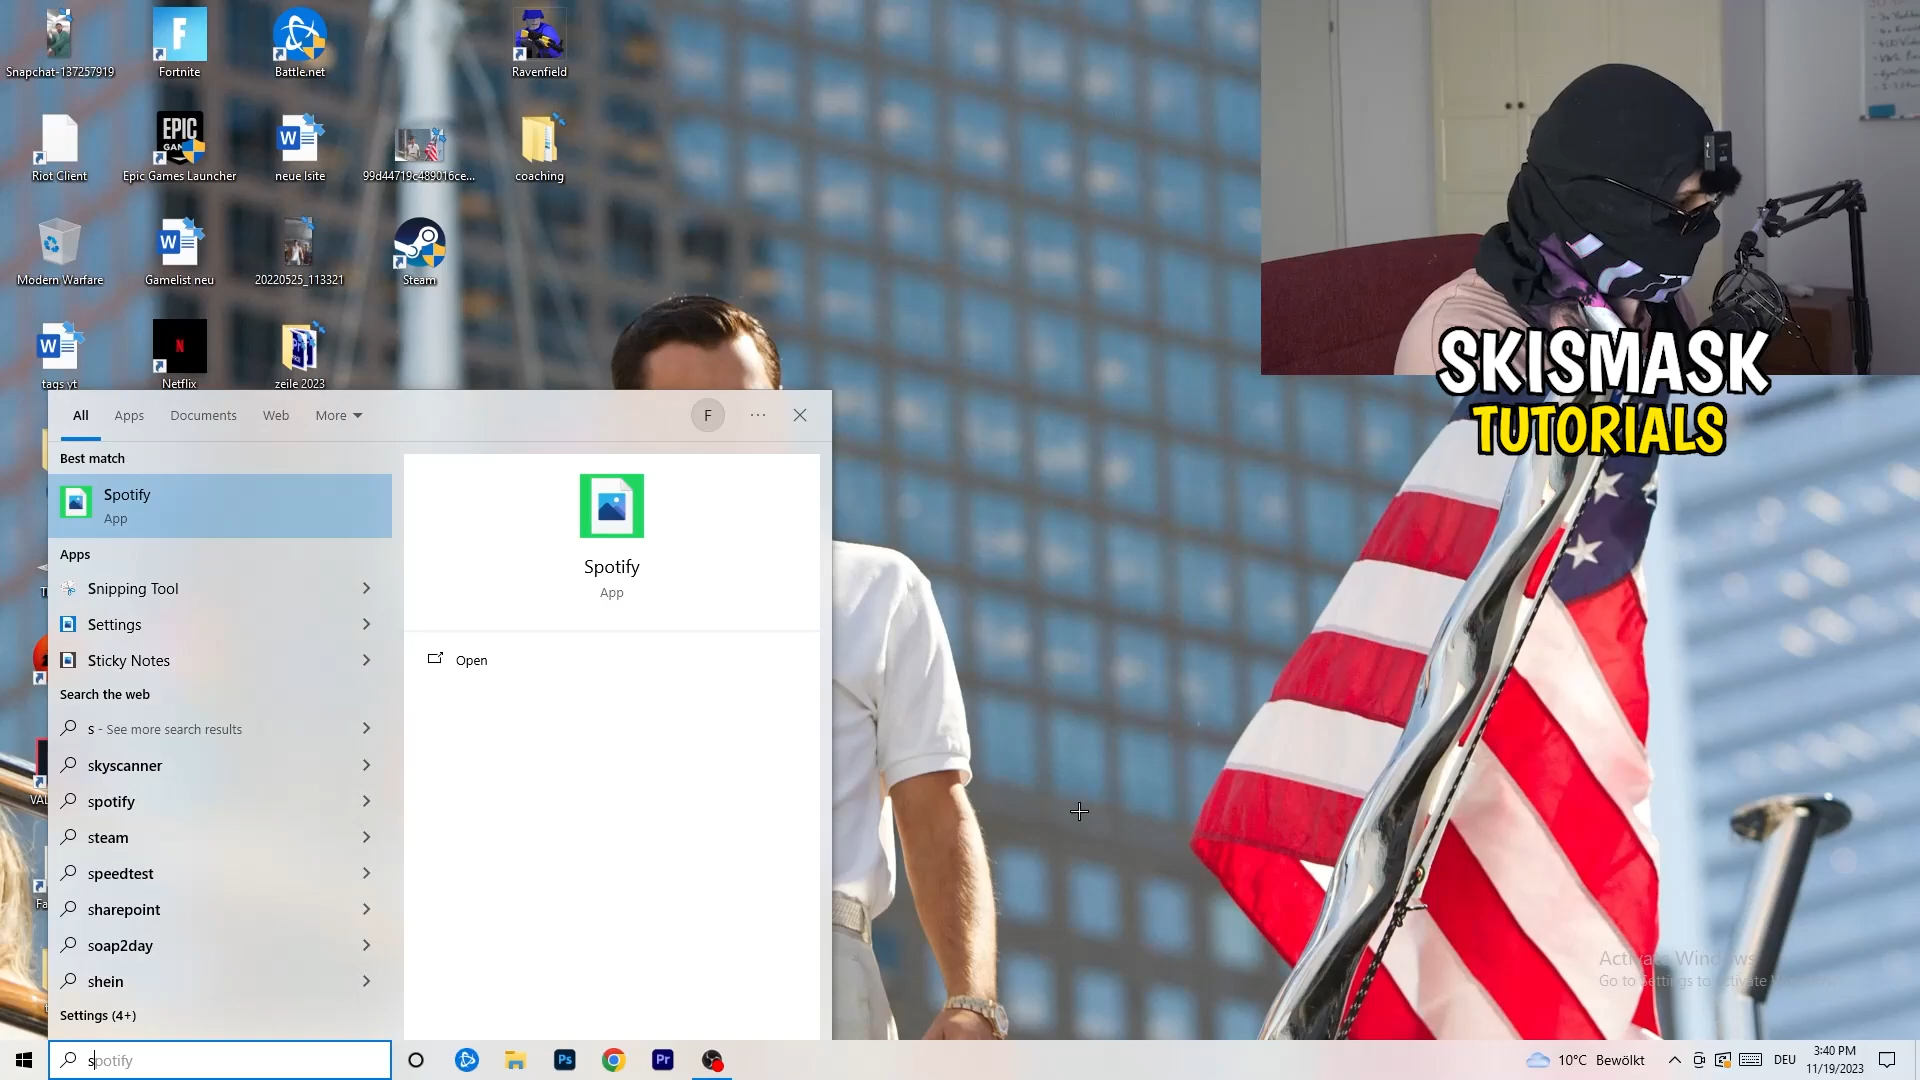 Snapchat-137257919
Fortnite
Battle.net
Ravenfield
Riot Client
EPIC
Epic Games Launcher
neue lsite
99d44719c489016ce...
coaching
Modern Warfare
Gamelist neu
20220525_113321
Steam
tags yt
Netflix
zeile 2023
SKISMASK
TUTORIALS
All
Apps
Documents
Web
More
F
Best match
Spotify
App
Spotify
App
Open
Apps
Snipping Tool
Settings
Sticky Notes
Search the web
s - See more search results
skyscanner
spotify
steam
speedtest
sharepoint
soap2day
shein
Settings (4+)
spotify
Ps
Pr
Activate Windows
Go to Settings to activate
10°C Bewölkt
DEU
3:40 PM
11/19/2023